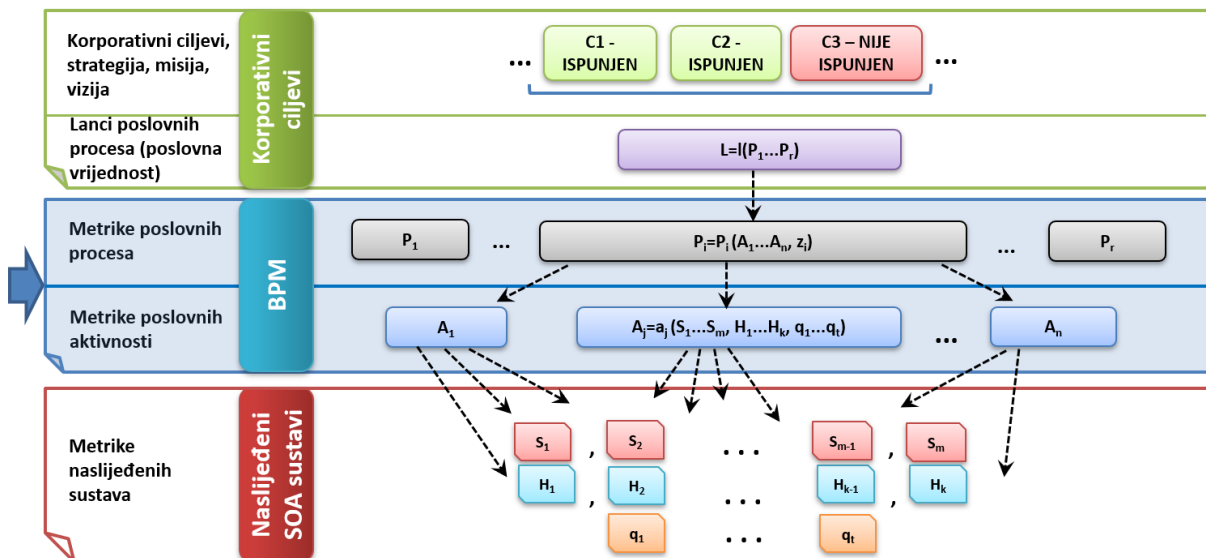 Korporativni ciljevi,
strategija, misija,
vizija
Korporativni
ciljevi
...
C1 -
ISPUNJEN
C2 -
ISPUNJEN
C3 – NIJE
ISPUNJEN
...
Lanci poslovnih
procesa (poslovna
vrijednost)
L=l(P₁...Pᵣ)
Metrike poslovnih
procesa
BPM
P₁
...
Pᵢ=Pᵢ (A₁...Aₙ, zᵢ)
...
Pᵣ
Metrike poslovnih
aktivnosti
A₁
Aⱼ=aⱼ (S₁...Sₘ, H₁...Hₖ, q₁...qₜ)
...
Aₙ
Metrike
naslijeđenih
sustava
Naslijeđeni
SOA sustavi
S₁ , S₂ ... Sₘ₋₁ , Sₘ
H₁ , H₂ ... Hₖ₋₁ , Hₖ
q₁ ... qₜ